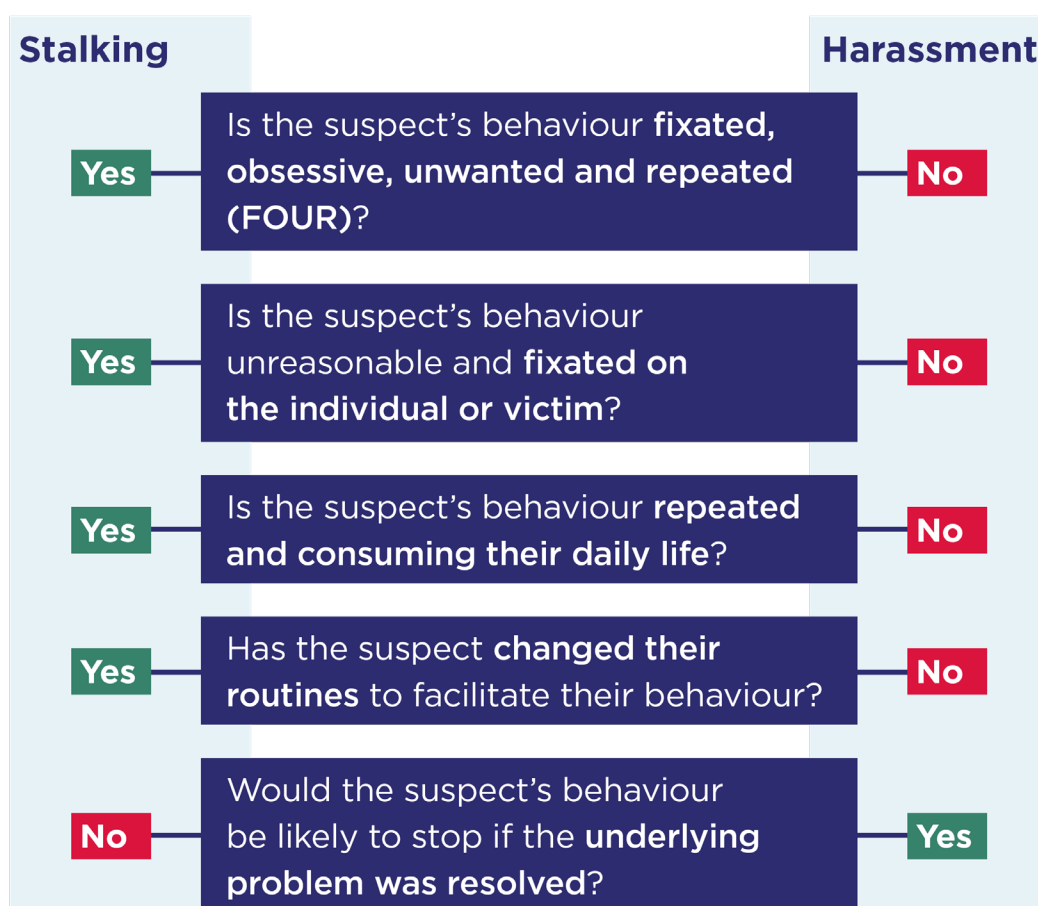 Stalking
Harassment
Is the suspect’s behaviour fixated,
obsessive, unwanted and repeated
(FOUR)?
Yes
No
Is the suspect’s behaviour
unreasonable and fixated on
the individual or victim?
Yes
No
Is the suspect’s behaviour repeated
and consuming their daily life?
Yes
No
Has the suspect changed their
routines to facilitate their behaviour?
Yes
No
Would the suspect’s behaviour
be likely to stop if the underlying
problem was resolved?
No
Yes